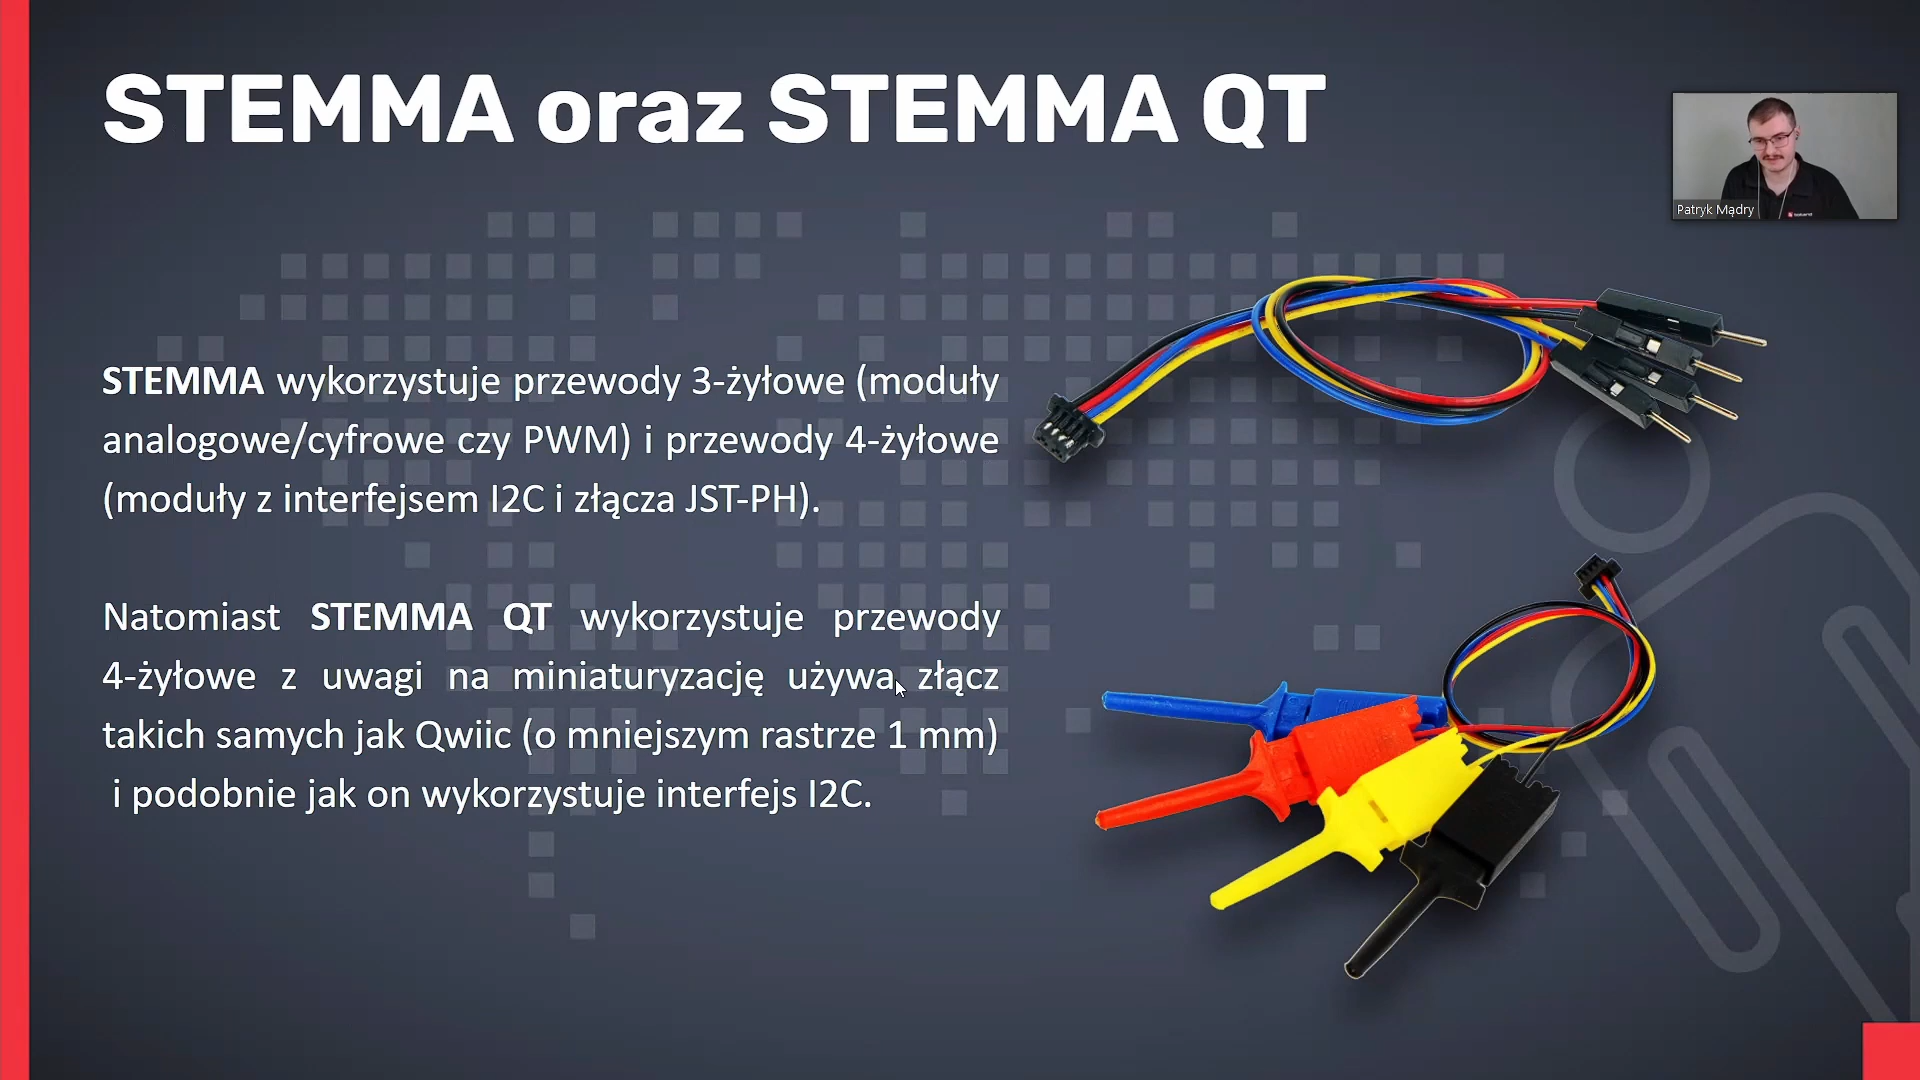 STEMMA oraz STEMMA QT
Patryk Mądry
STEMMA wykorzystuje przewody 3-żyłowe (moduły
analogowe/cyfrowe czy PWM) i przewody 4-żyłowe
(moduły z interfejsem I2C i złącza JST-PH).
Natomiast STEMMA QT wykorzystuje przewody
4-żyłowe z uwagi na miniaturyzację używa złącz
takich samych jak Qwiic (o mniejszym rastrze 1 mm)
i podobnie jak on wykorzystuje interfejs I2C.